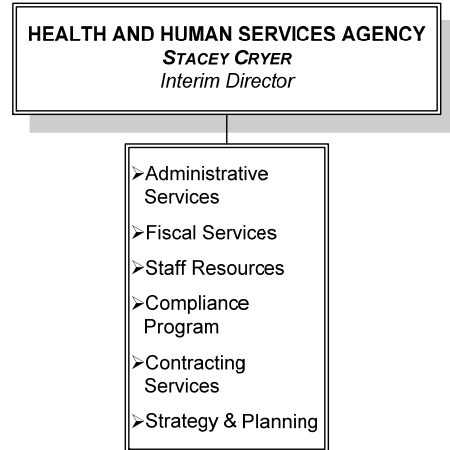 HEALTH AND HUMAN SERVICES AGENCY
STACEY CRYER
Interim Director
➢Administrative
Services
➢Fiscal Services
➢Staff Resources
➢Compliance
Program
➢Contracting
Services
➢Strategy & Planning